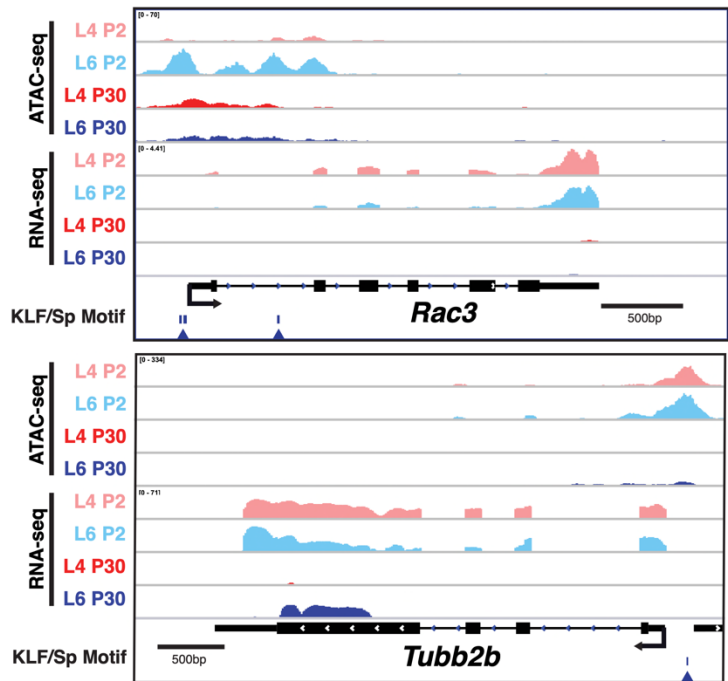 [0 - 70]
ATAC-seq
L4 P2
L6 P2
L4 P30
L6 P30
[0 - 4.41]
RNA-seq
L4 P2
L6 P2
L4 P30
L6 P30
Rac3
500bp
KLF/Sp Motif
[0 - 334]
ATAC-seq
L4 P2
L6 P2
L4 P30
L6 P30
[0 - 71]
RNA-seq
L4 P2
L6 P2
L4 P30
L6 P30
500bp
Tubb2b
KLF/Sp Motif